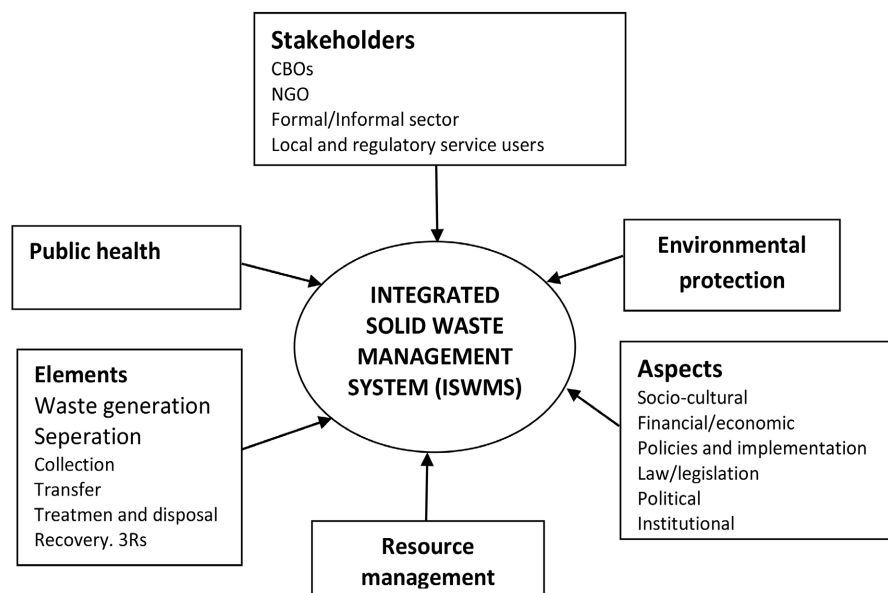 Stakeholders
CBOs
NGO
Formal/Informal sector
Local and regulatory service users
Public health
Environmental
protection
INTEGRATED
SOLID WASTE
MANAGEMENT
SYSTEM (ISWMS)
Elements
Waste generation
Seperation
Collection
Transfer
Treatmen and disposal
Recovery. 3Rs
Aspects
Socio-cultural
Financial/economic
Policies and implementation
Law/legislation
Political
Institutional
Resource
management